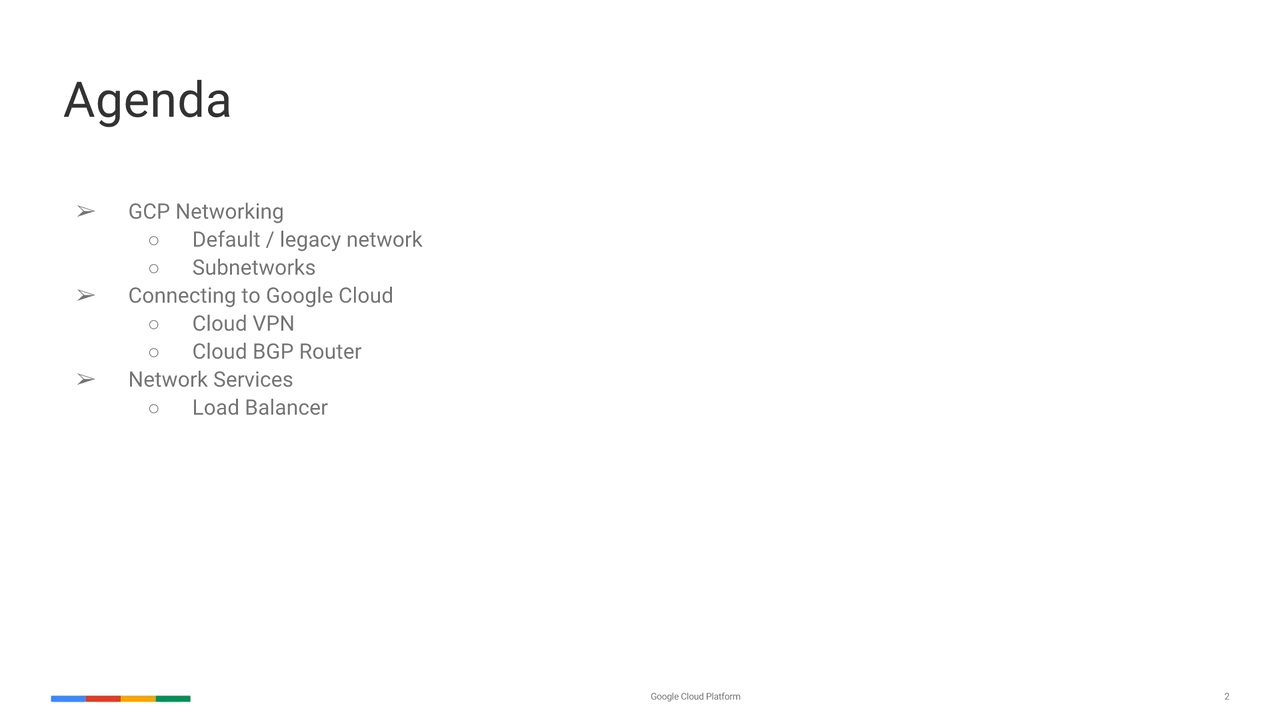 Agenda
➢ GCP Networking
○ Default / legacy network
○ Subnetworks
➢ Connecting to Google Cloud
○ Cloud VPN
○ Cloud BGP Router
➢ Network Services
○ Load Balancer
Google Cloud Platform
2